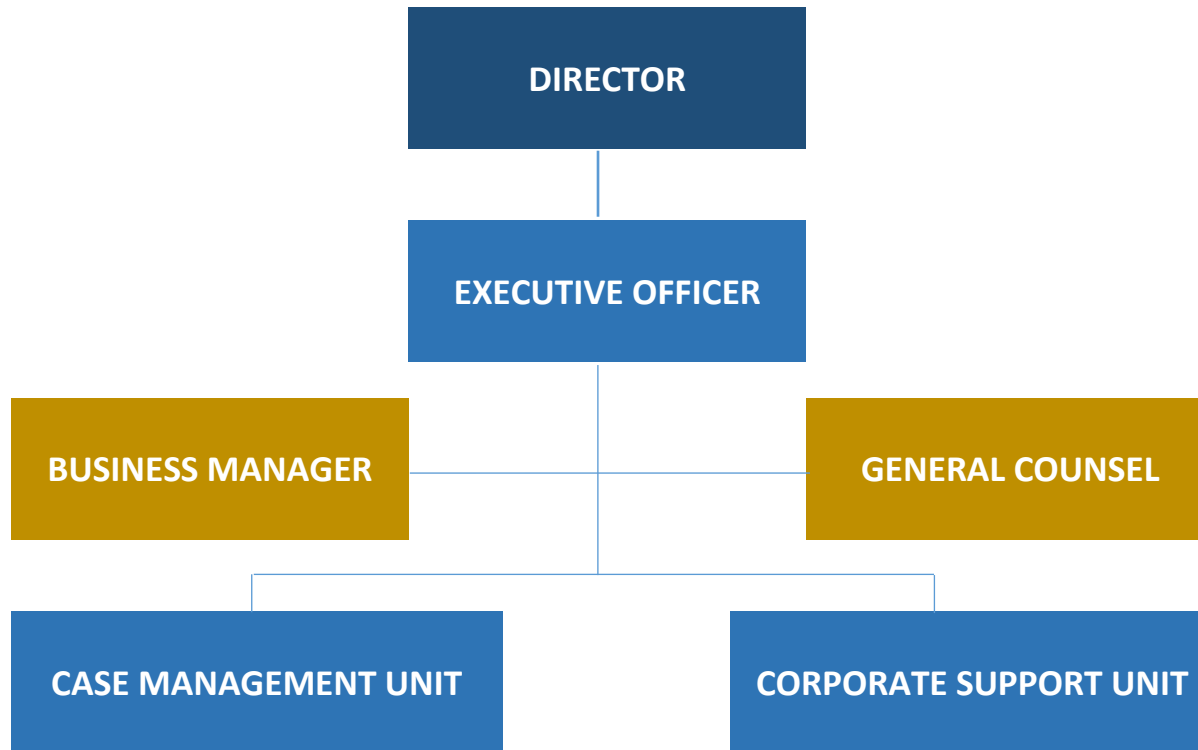 DIRECTOR
EXECUTIVE OFFICER
BUSINESS MANAGER
GENERAL COUNSEL
CASE MANAGEMENT UNIT
CORPORATE SUPPORT UNIT